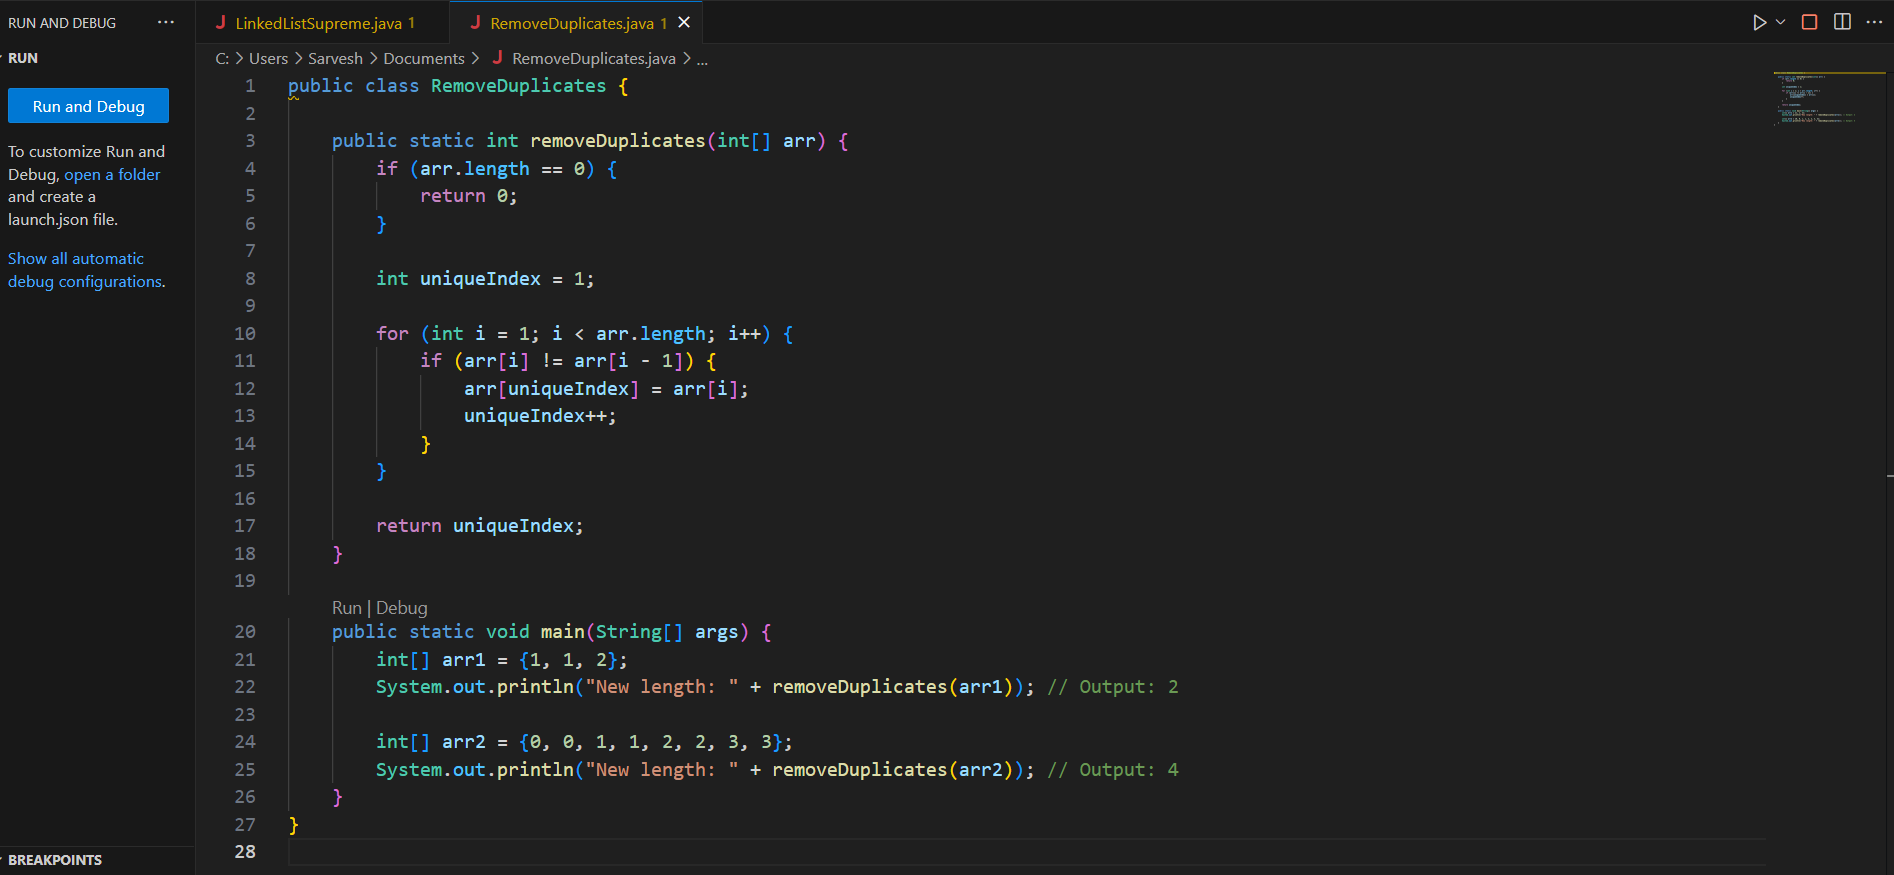 RUN AND DEBUG ···
RUN
Run and Debug
To customize Run and
Debug, open a folder
and create a
launch.json file.
Show all automatic
debug configurations.
BREAKPOINTS
J LinkedListSupreme.java 1 J RemoveDuplicates.java 1
C: > Users > Sarvesh > Documents > J RemoveDuplicates.java > ...
1 public class RemoveDuplicates {
2
3     public static int removeDuplicates(int[] arr) {
4         if (arr.length == 0) {
5             return 0;
6         }
7
8         int uniqueIndex = 1;
9
10         for (int i = 1; i < arr.length; i++) {
11             if (arr[i] != arr[i - 1]) {
12                 arr[uniqueIndex] = arr[i];
13                 uniqueIndex++;
14             }
15         }
16
17         return uniqueIndex;
18     }
19
Run | Debug
20     public static void main(String[] args) {
21         int[] arr1 = {1, 1, 2};
22         System.out.println("New length: " + removeDuplicates(arr1)); // Output: 2
23
24         int[] arr2 = {0, 0, 1, 1, 2, 2, 3, 3};
25         System.out.println("New length: " + removeDuplicates(arr2)); // Output: 4
26     }
27 }
28